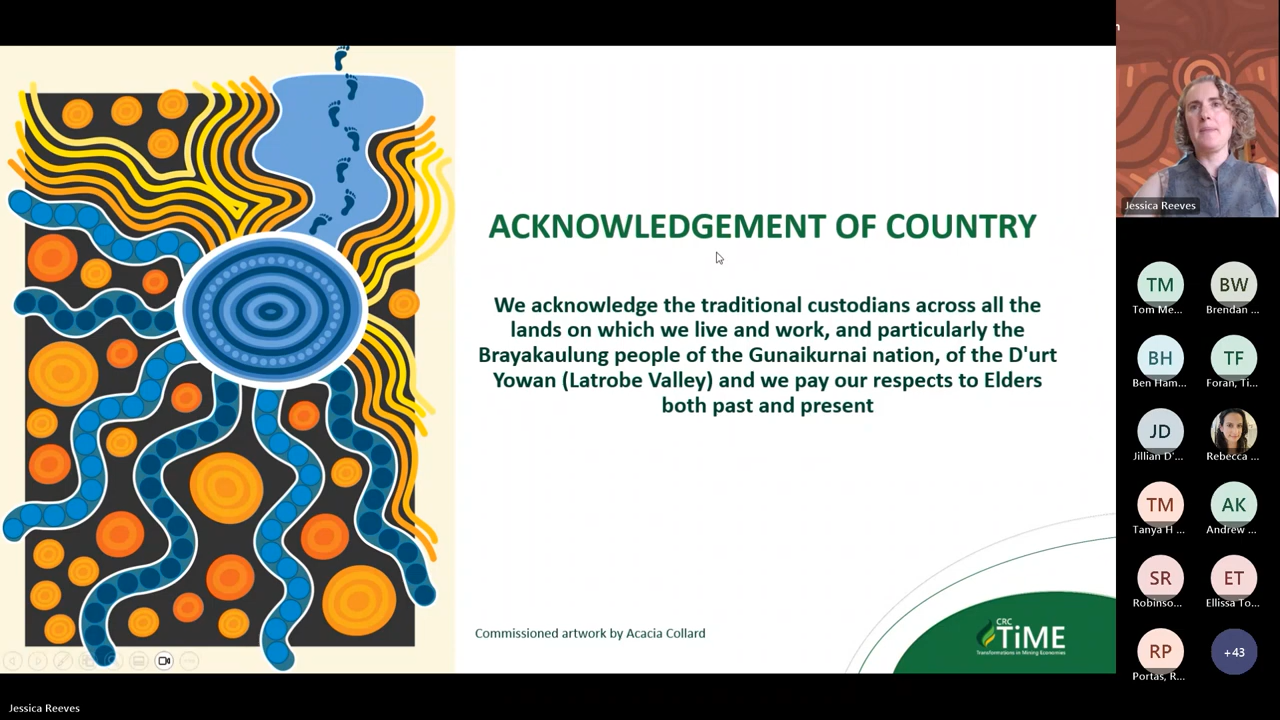 ACKNOWLEDGEMENT OF COUNTRY
We acknowledge the traditional custodians across all the
lands on which we live and work, and particularly the
Brayakaulung people of the Gunaikurnai nation, of the D'urt
Yowan (Latrobe Valley) and we pay our respects to Elders
both past and present
Commissioned artwork by Acacia Collard
CRC
TiME
Transformations in Mining Economies
Jessica Reeves
TM
Tom Me...
BW
Brendan ...
BH
Ben Ham...
TF
Foran, Ti...
JD
Jillian D'...
Rebecca ...
TM
Tanya H ...
AK
Andrew ...
SR
Robinso...
ET
Ellissa To...
RP
Portas, R...
+43
Jessica Reeves